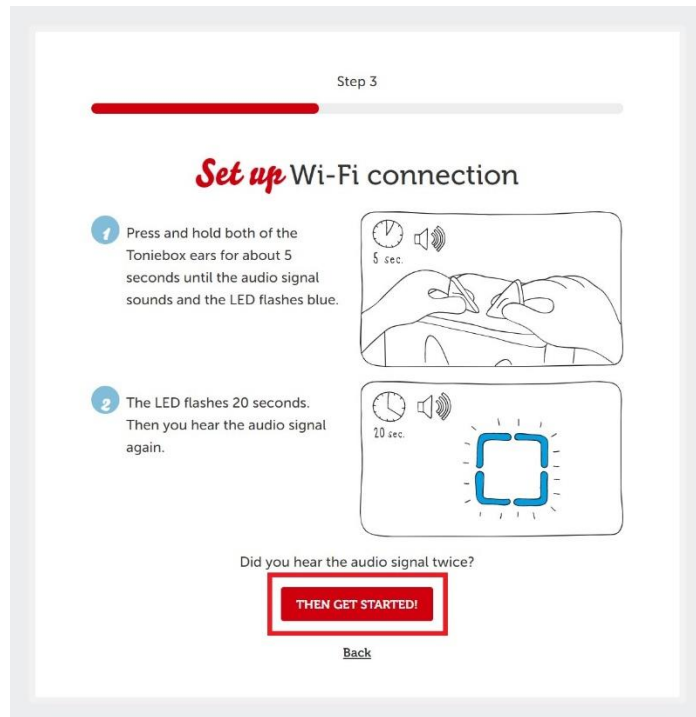 Step 3
Set up Wi-Fi connection
1
Press and hold both of the
Toniebox ears for about 5
seconds until the audio signal
sounds and the LED flashes blue.
5 sec.
2
The LED flashes 20 seconds.
Then you hear the audio signal
again.
20 sec.
Did you hear the audio signal twice?
THEN GET STARTED!
Back